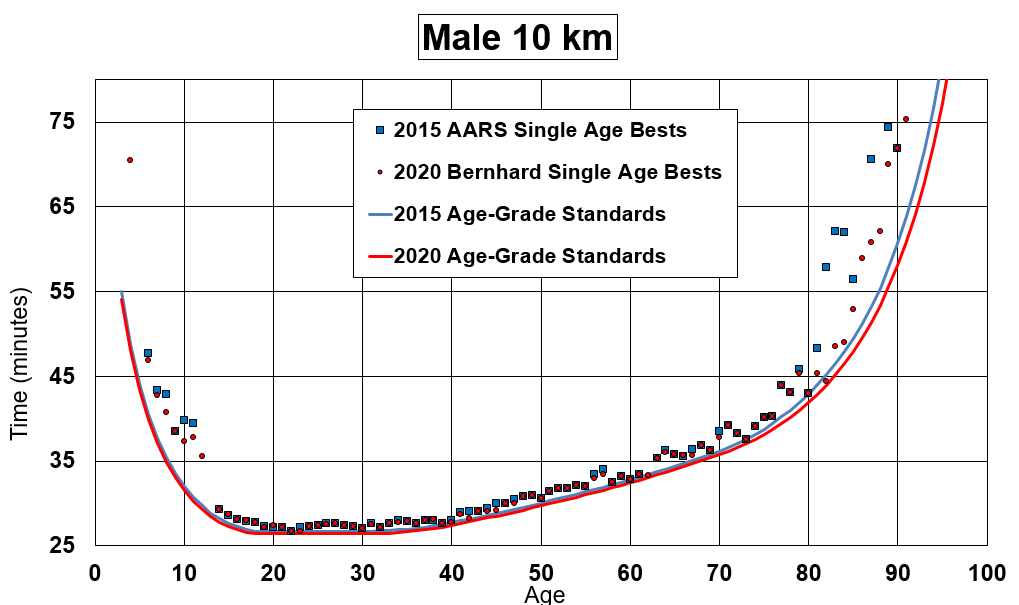 Male 10 km
2015 AARS Single Age Bests
2020 Bernhard Single Age Bests
2015 Age-Grade Standards
2020 Age-Grade Standards
Time (minutes)
75
65
55
45
35
25
0 10 20 30 40 50 60 70 80 90 100
Age